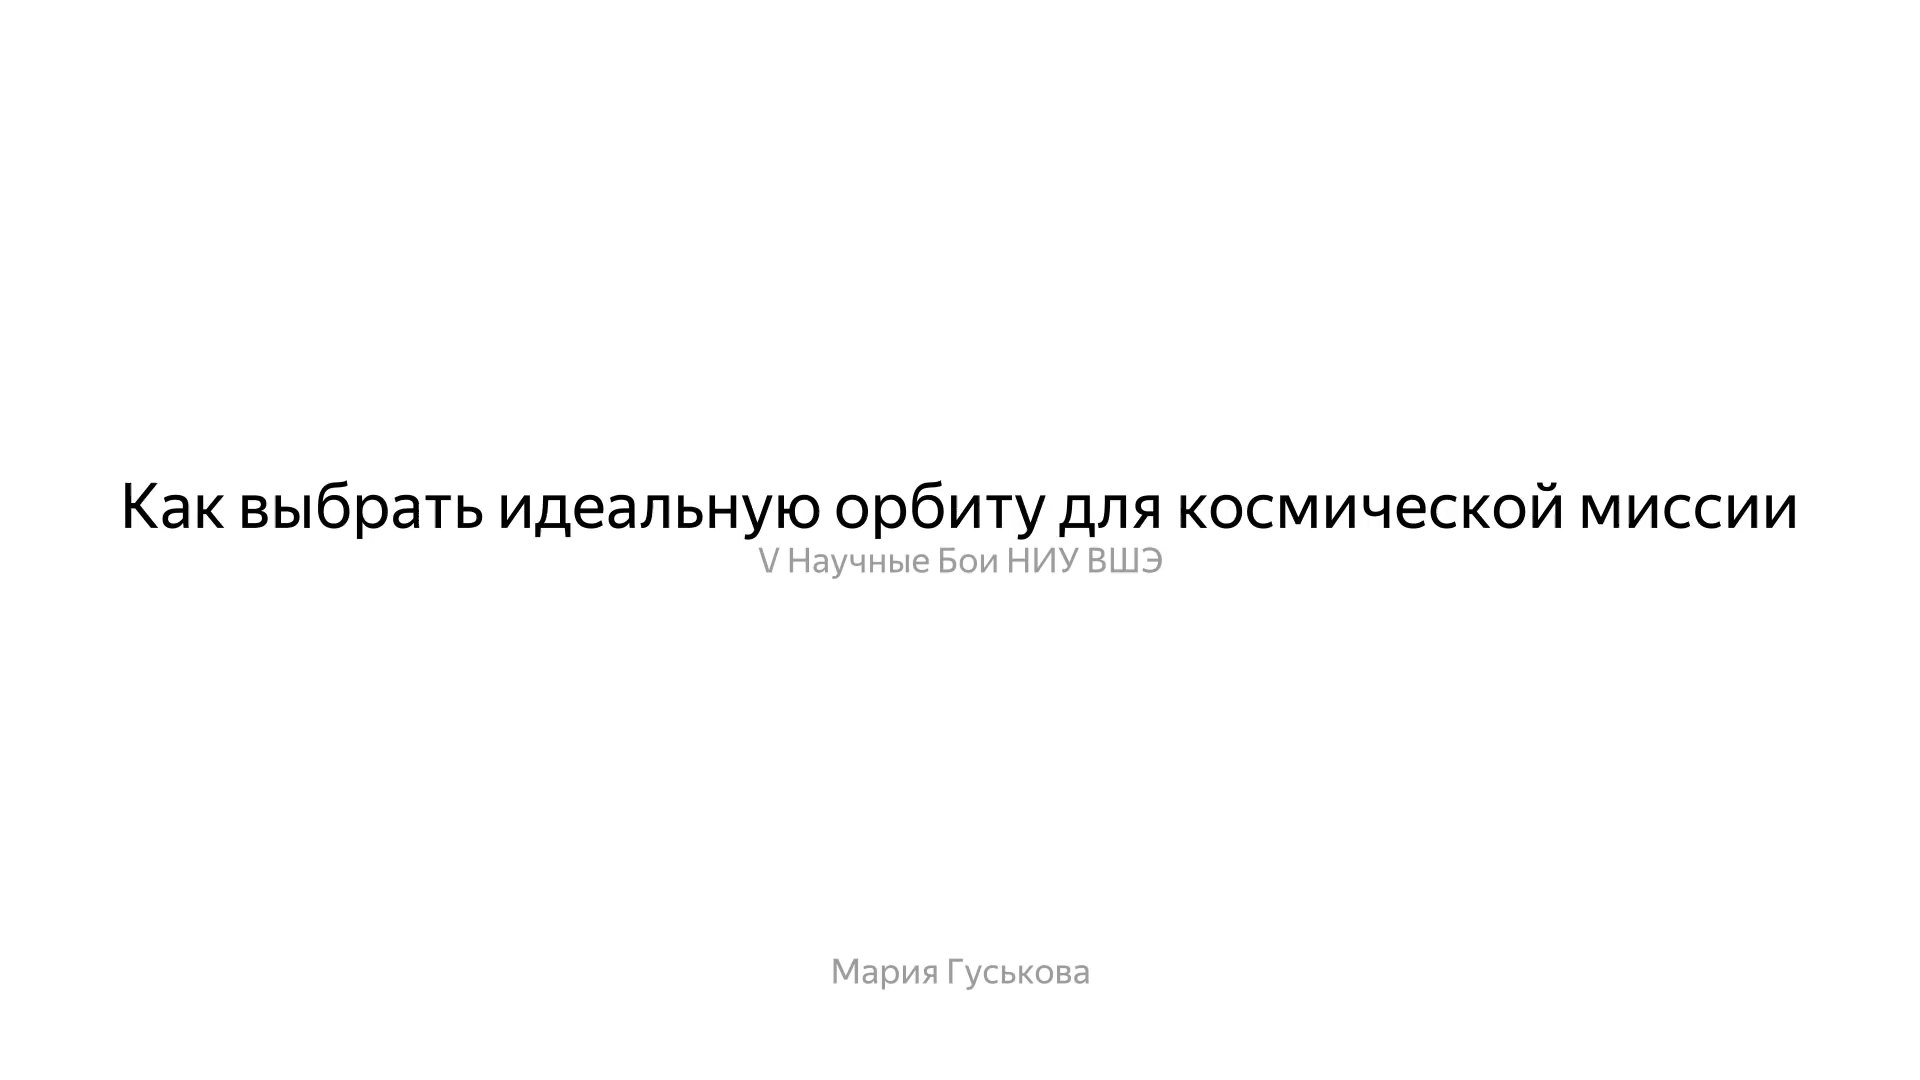 Как выбрать идеальную орбиту для космической миссии
V Научные Бои НИУ ВШЭ
Мария Гуськова